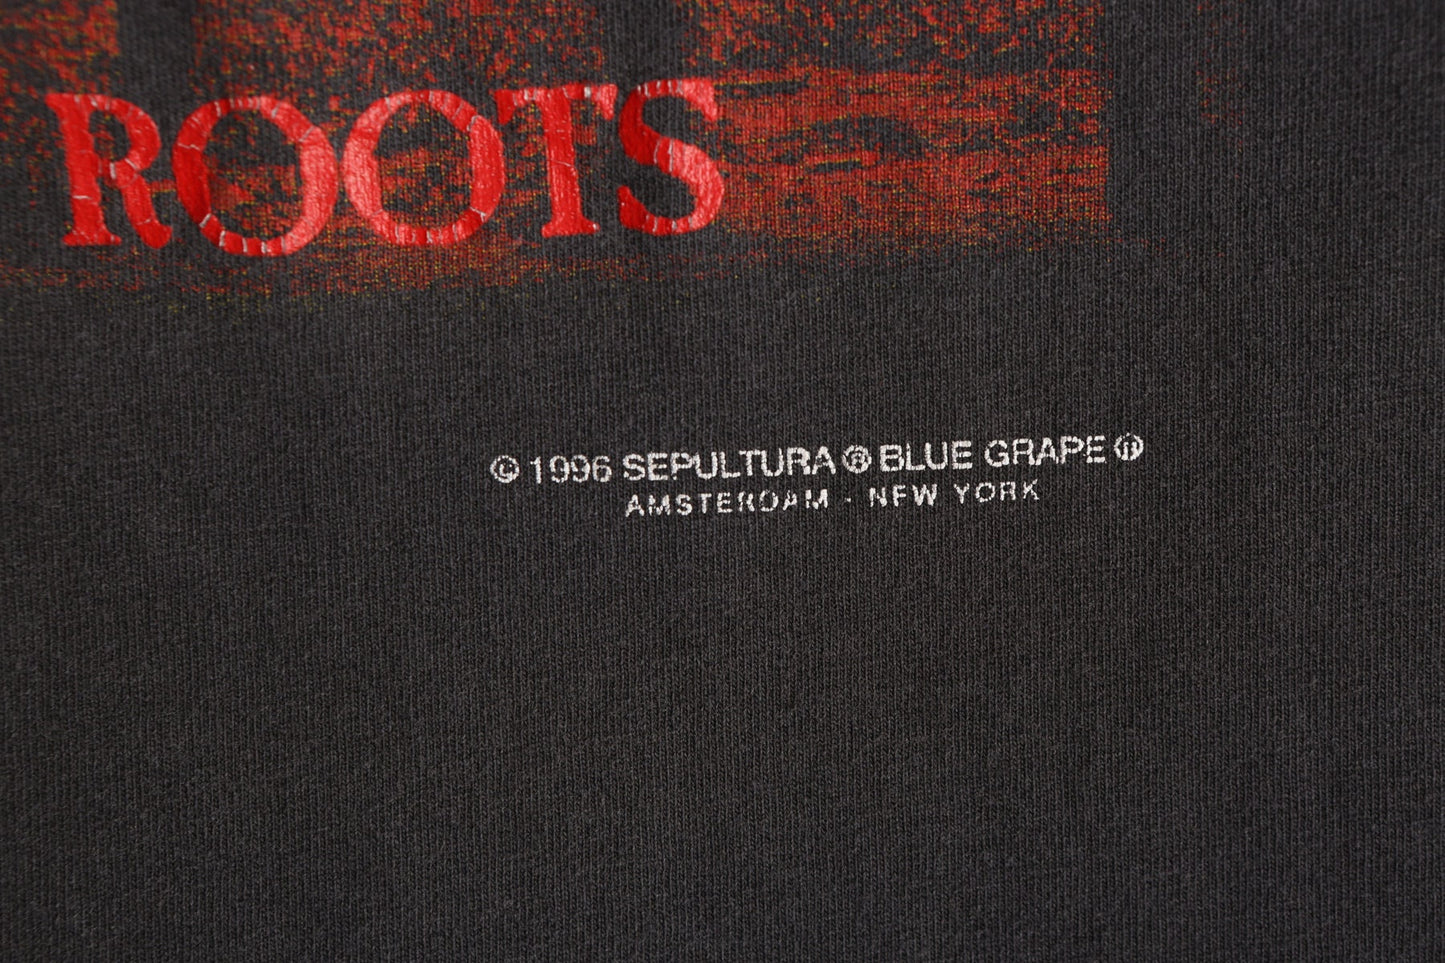 ROOTS
© 1996 SEPULTURA ® BLUE GRAPE ®
AMSTERDAM - NEW YORK